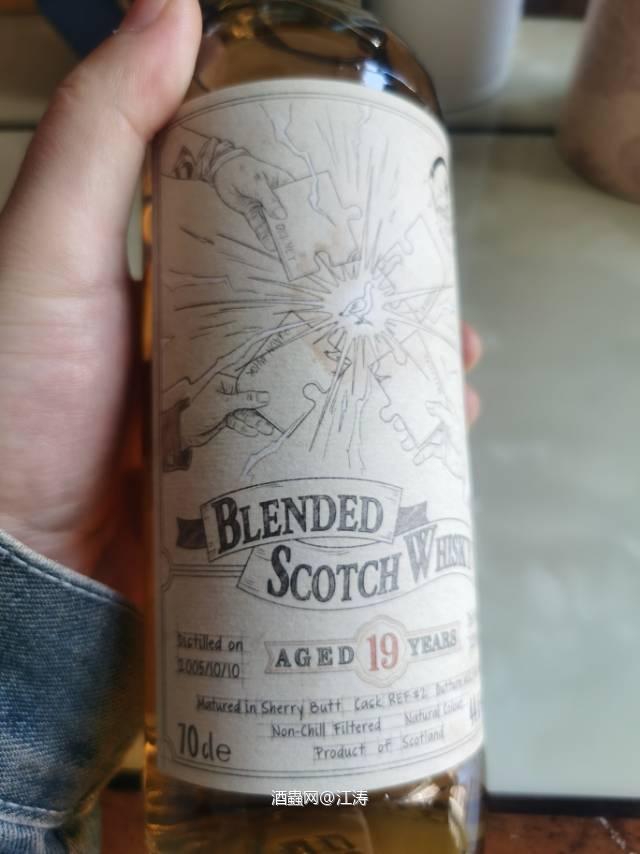 BLENDED
SCOTCH WHISKY
Distilled on
2005/10/10
AGED 19 YEARS
Matured in Sherry Butt, Cask REF#2,
Non-Chill Filtered Natural Colour
70cl e
Product of Scotland
酒蟲网@江涛